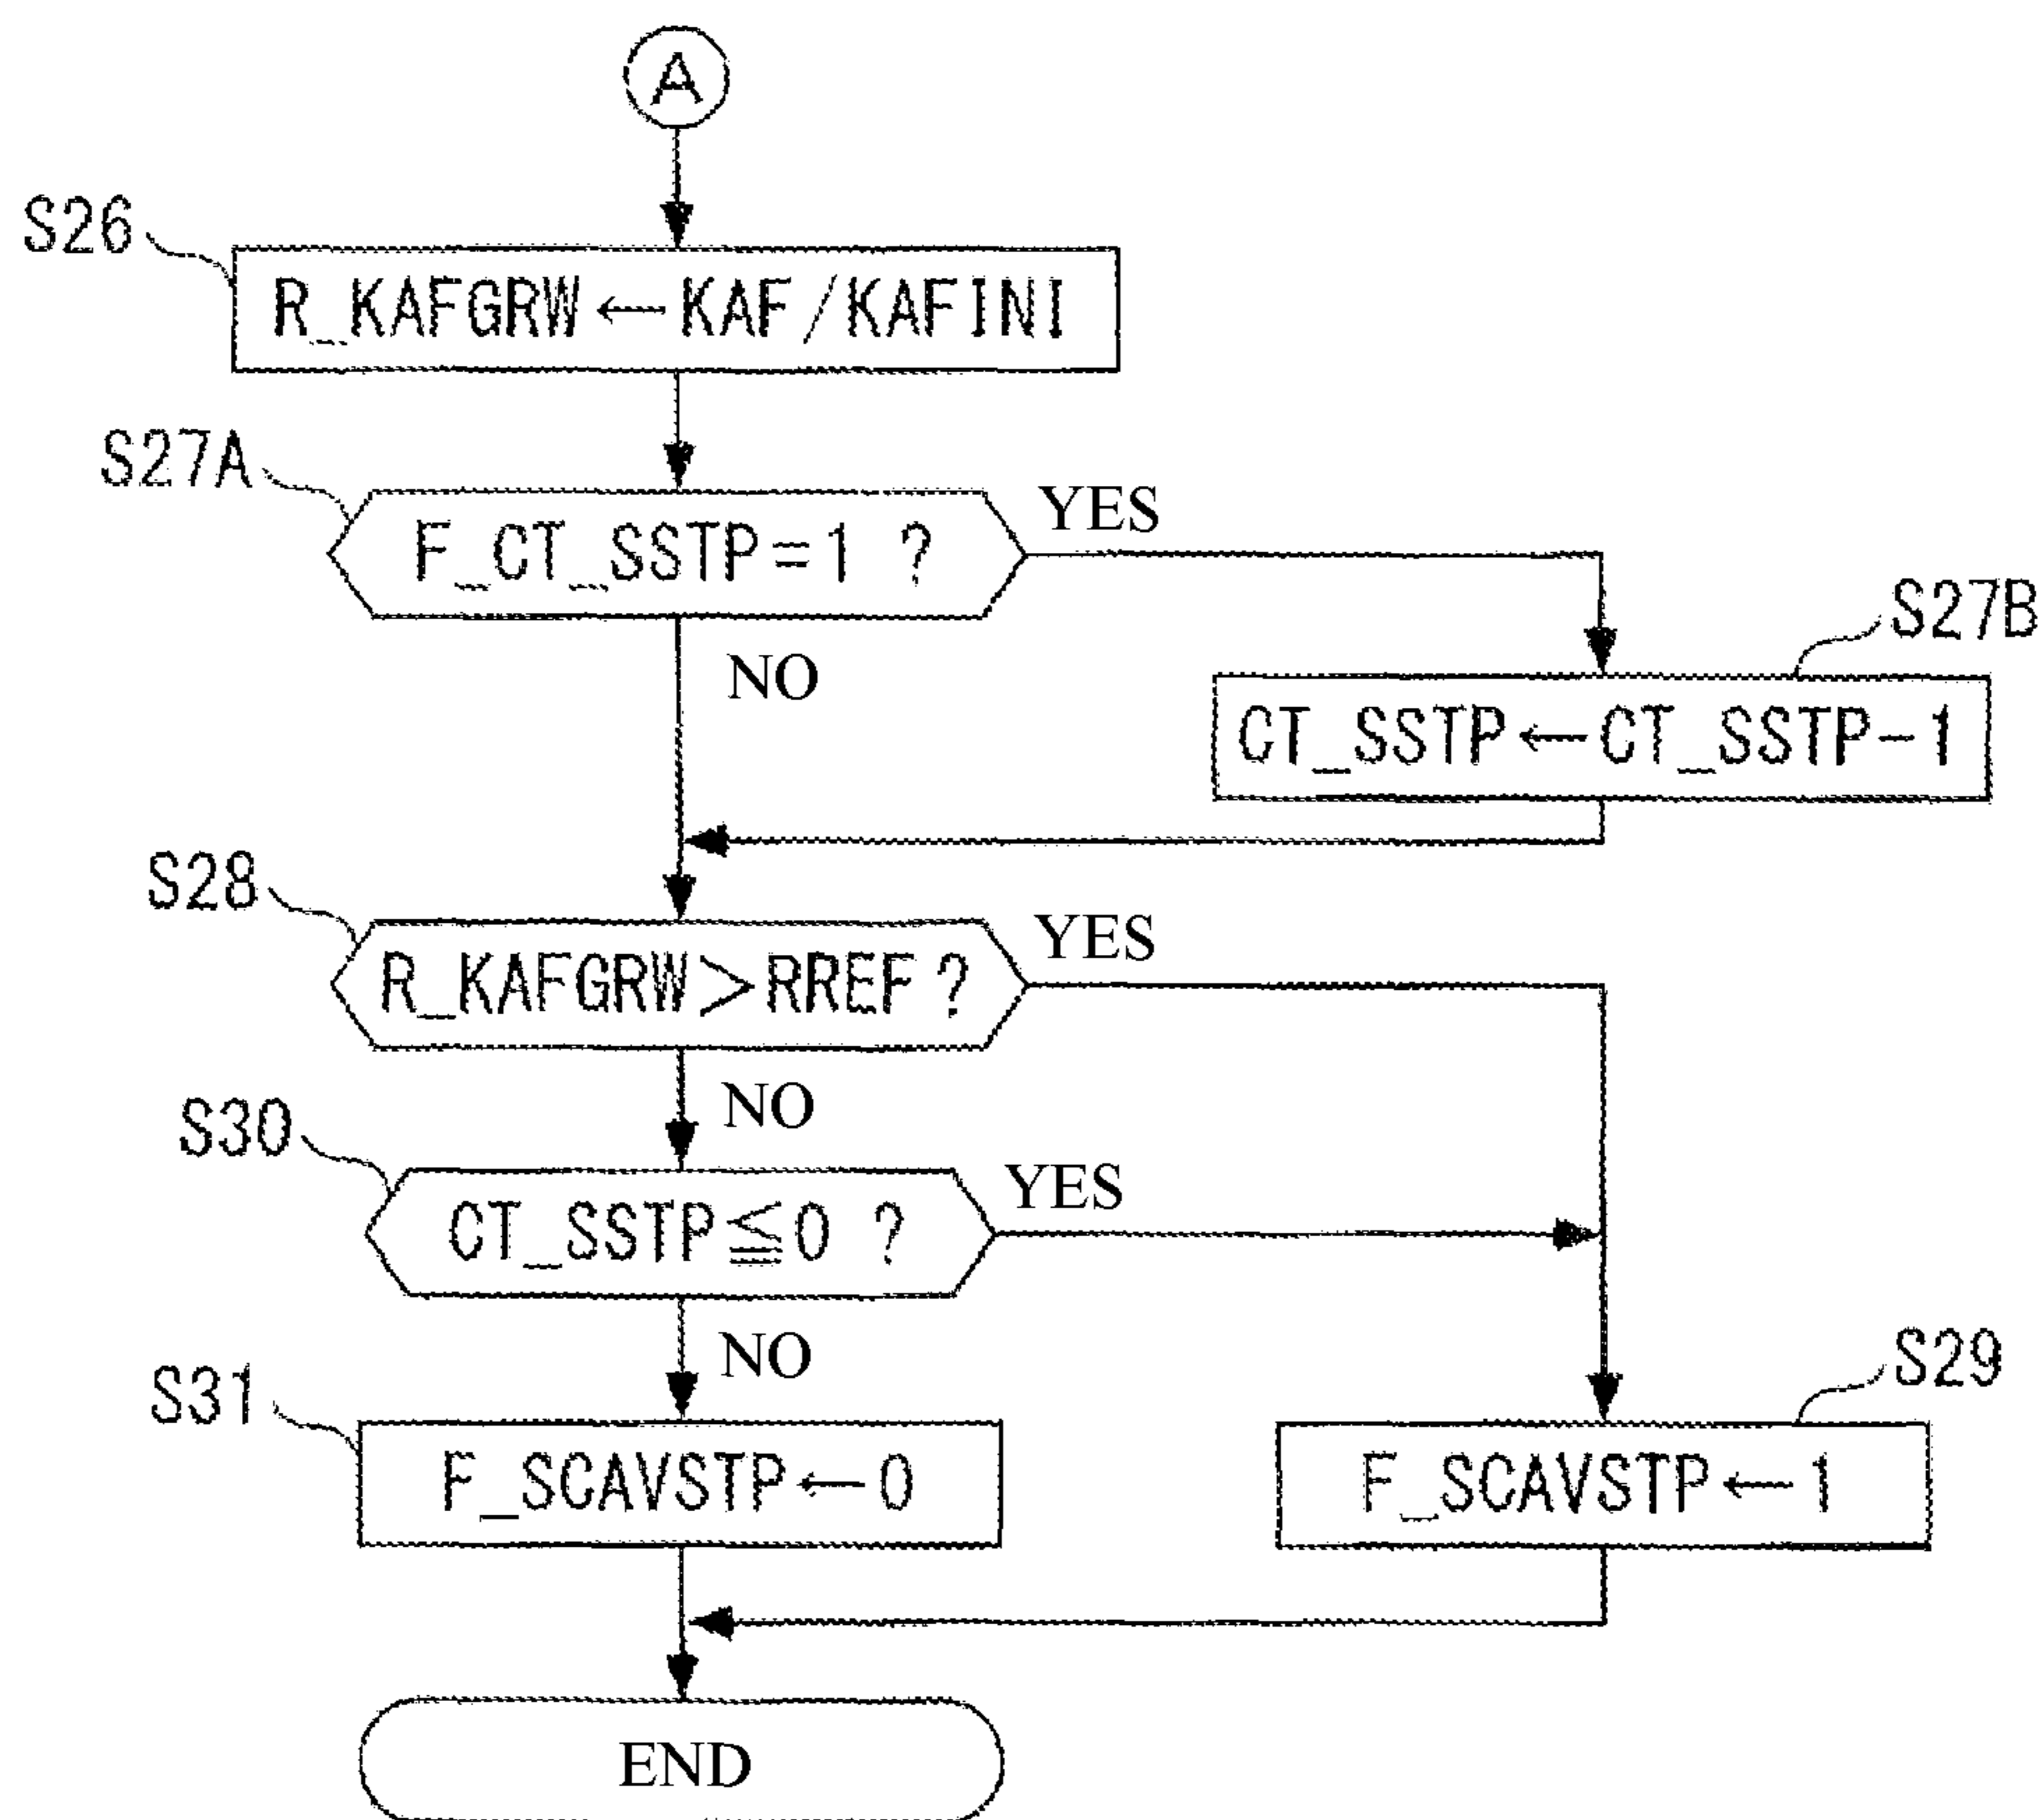 A
S26
R_KAFGRW←KAF/KAFINI
S27A
F_CT_SSTP=1 ?
YES
S27B
NO
CT_SSTP←CT_SSTP-1
S28
R_KAFGRW>RREF ?
YES
NO
S30
CT_SSTP≦0 ?
YES
NO
S31
F_SCAVSTP←0
S29
F_SCAVSTP←1
END